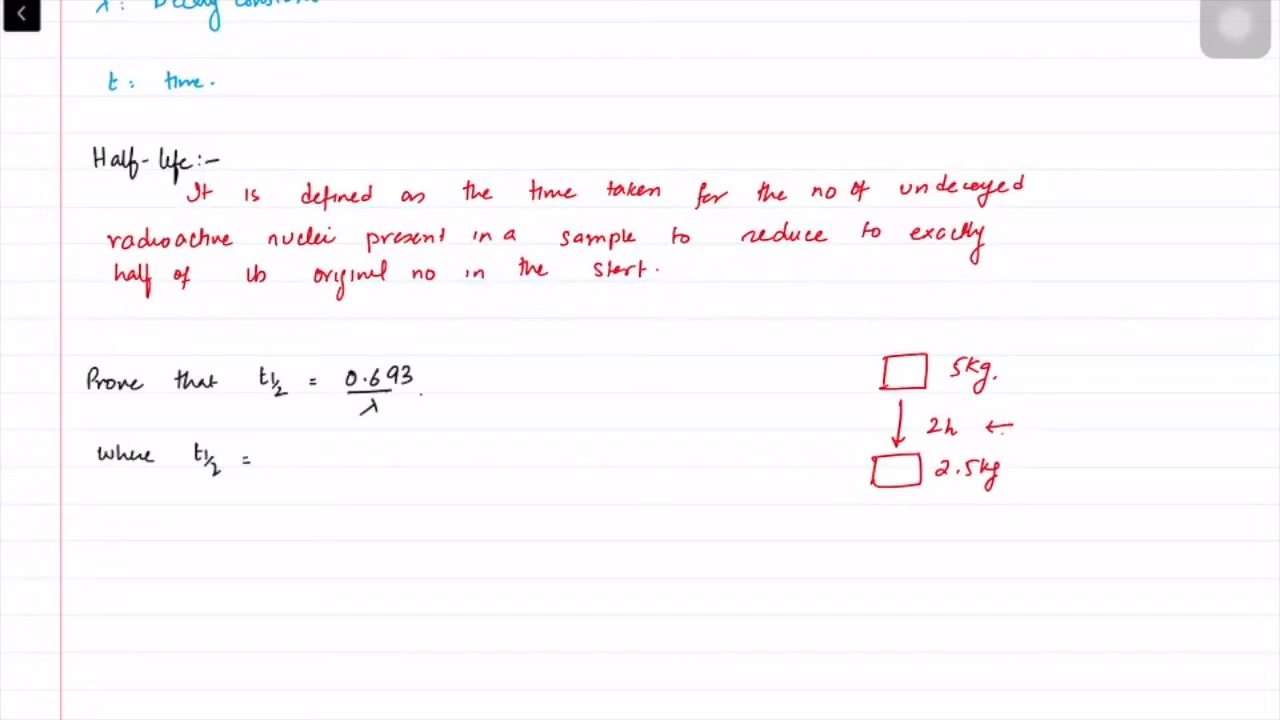 λ: Decay constant
t: time.
Half-life:-
It is defined as the time taken for the no of undecayed
radioactive nuclei present in a sample to reduce to exactly
half of its original no in the start.
Prove that t1/2 = 0.693/λ.
where t1/2 =
5kg.
2h ←
2.5kg